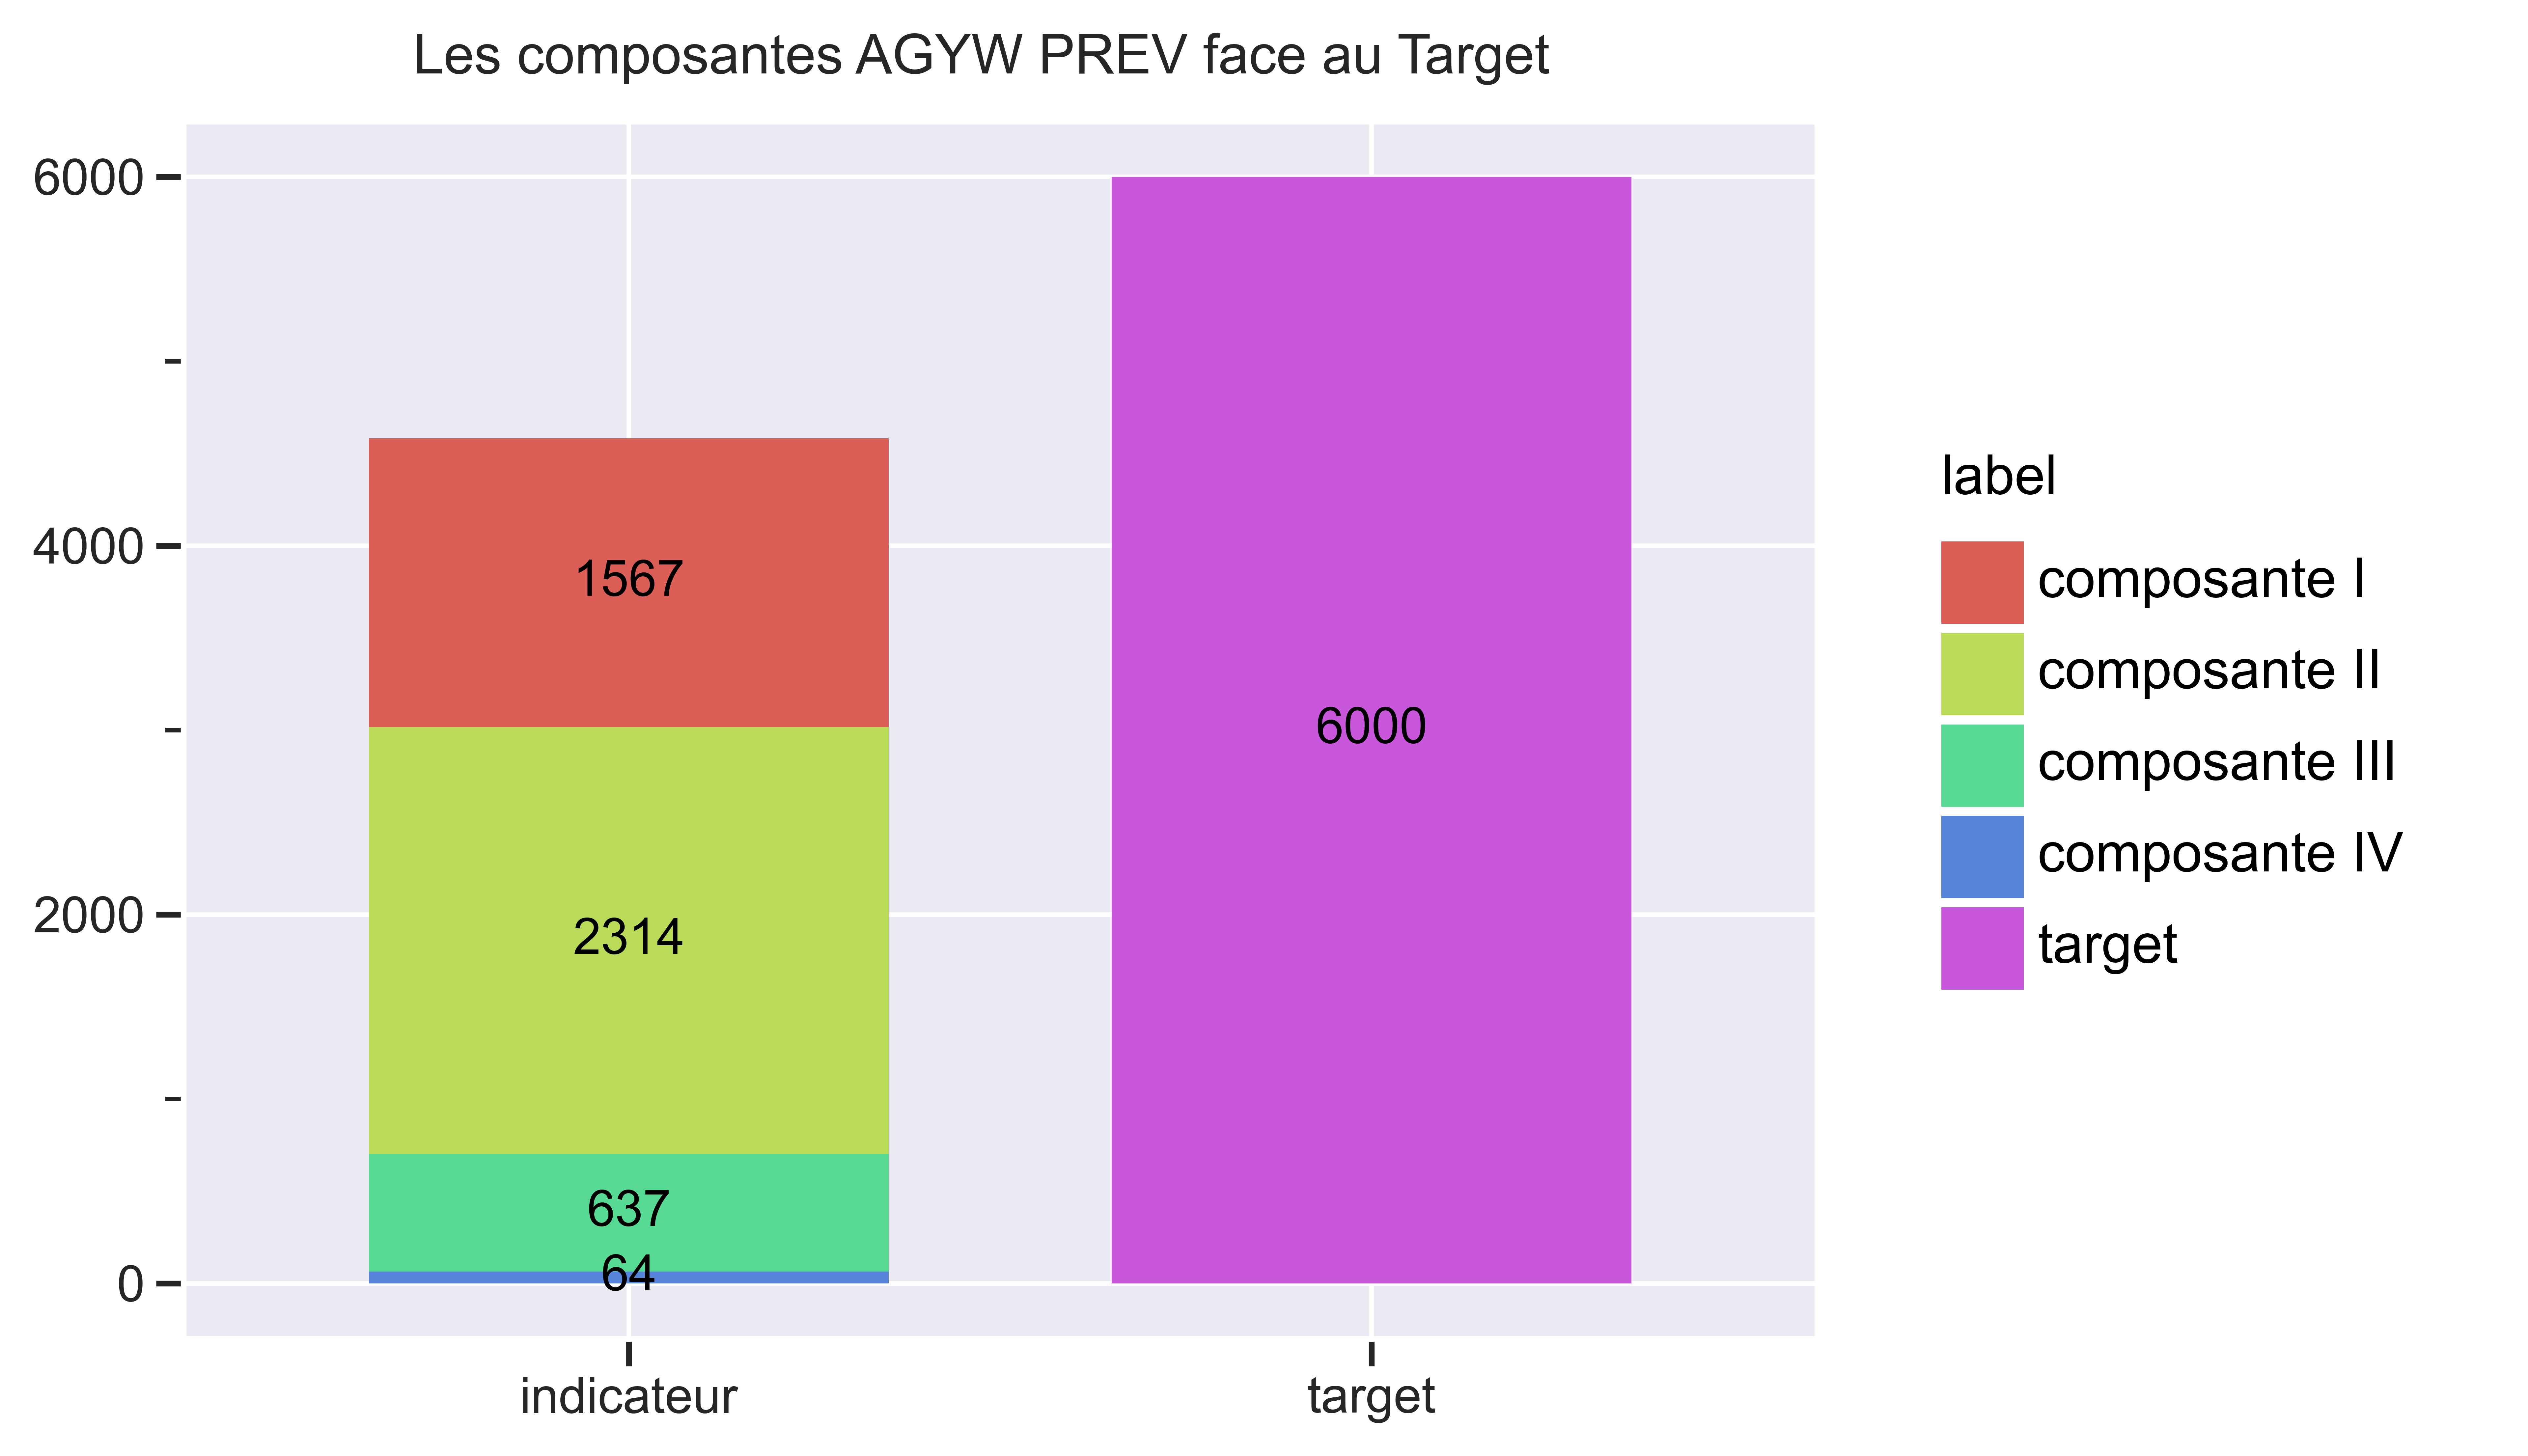 Les composantes AGYW PREV face au Target
6000
4000
2000
0
1567
2314
637
64
6000
indicateur
target
label
composante I
composante II
composante III
composante IV
target